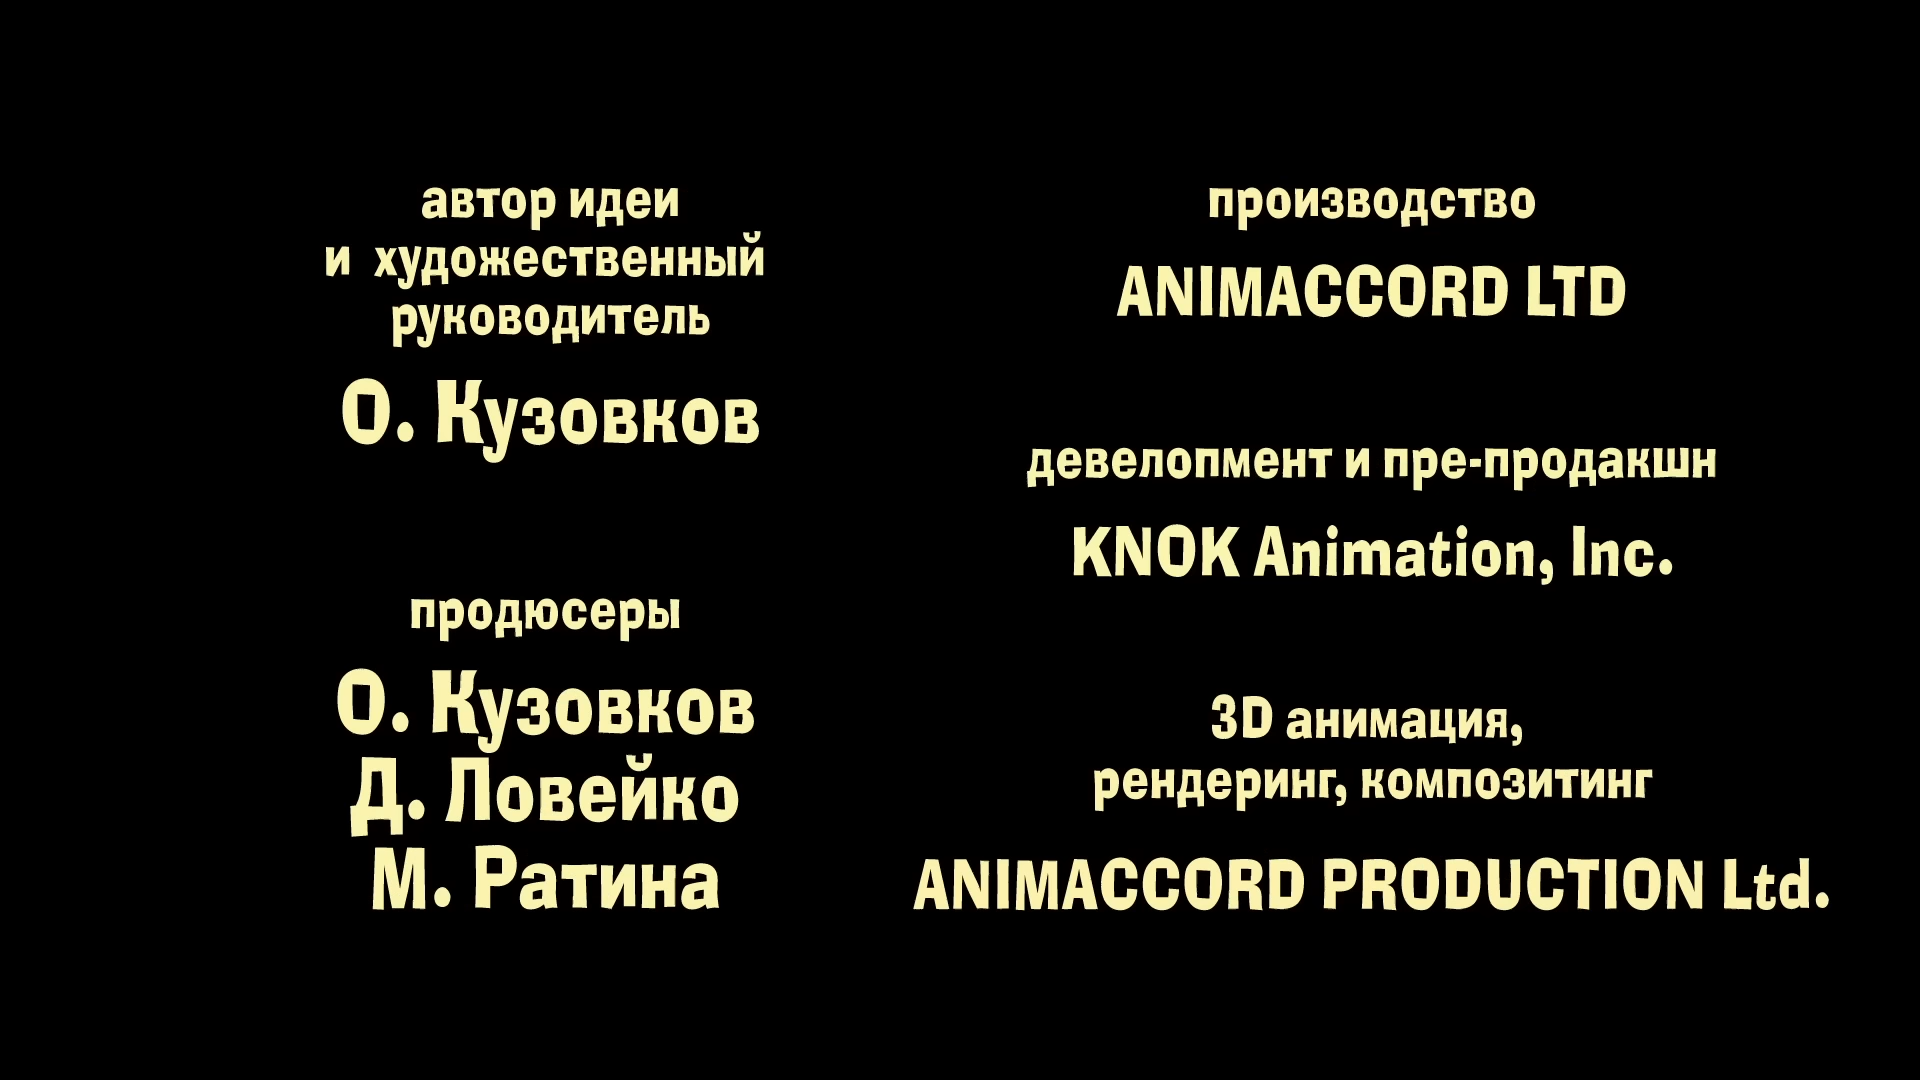 автор идеи
и художественный
руководитель
О. Кузовков
продюсеры
О. Кузовков
Д. Ловейко
М. Ратина
производство
ANIMACCORD LTD
девелопмент и пре-продакшн
KNOK Animation, Inc.
3D анимация,
рендеринг, композитинг
ANIMACCORD PRODUCTION Ltd.